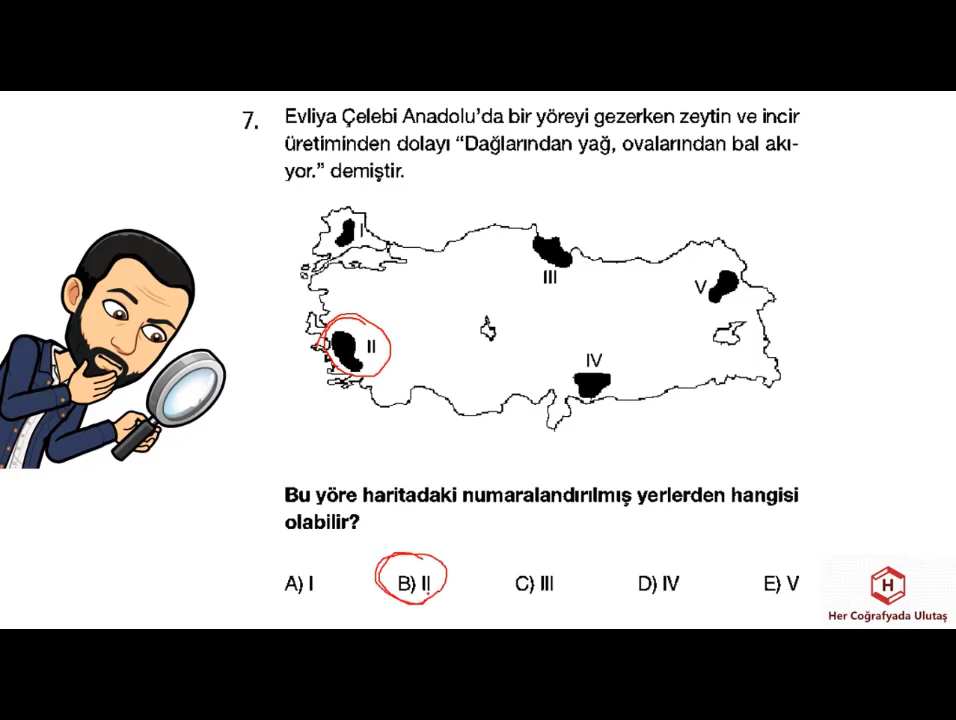 7. Evliya Çelebi Anadolu'da bir yöreyi gezerken zeytin ve incir
üretiminden dolayı “Dağlarından yağ, ovalarından bal akı-
yor.” demiştir.
I
III
V
II
IV
Bu yöre haritadaki numaralandırılmış yerlerden hangisi
olabilir?
A) I B) II C) III D) IV E) V
H
Her Coğrafyada Ulutaş